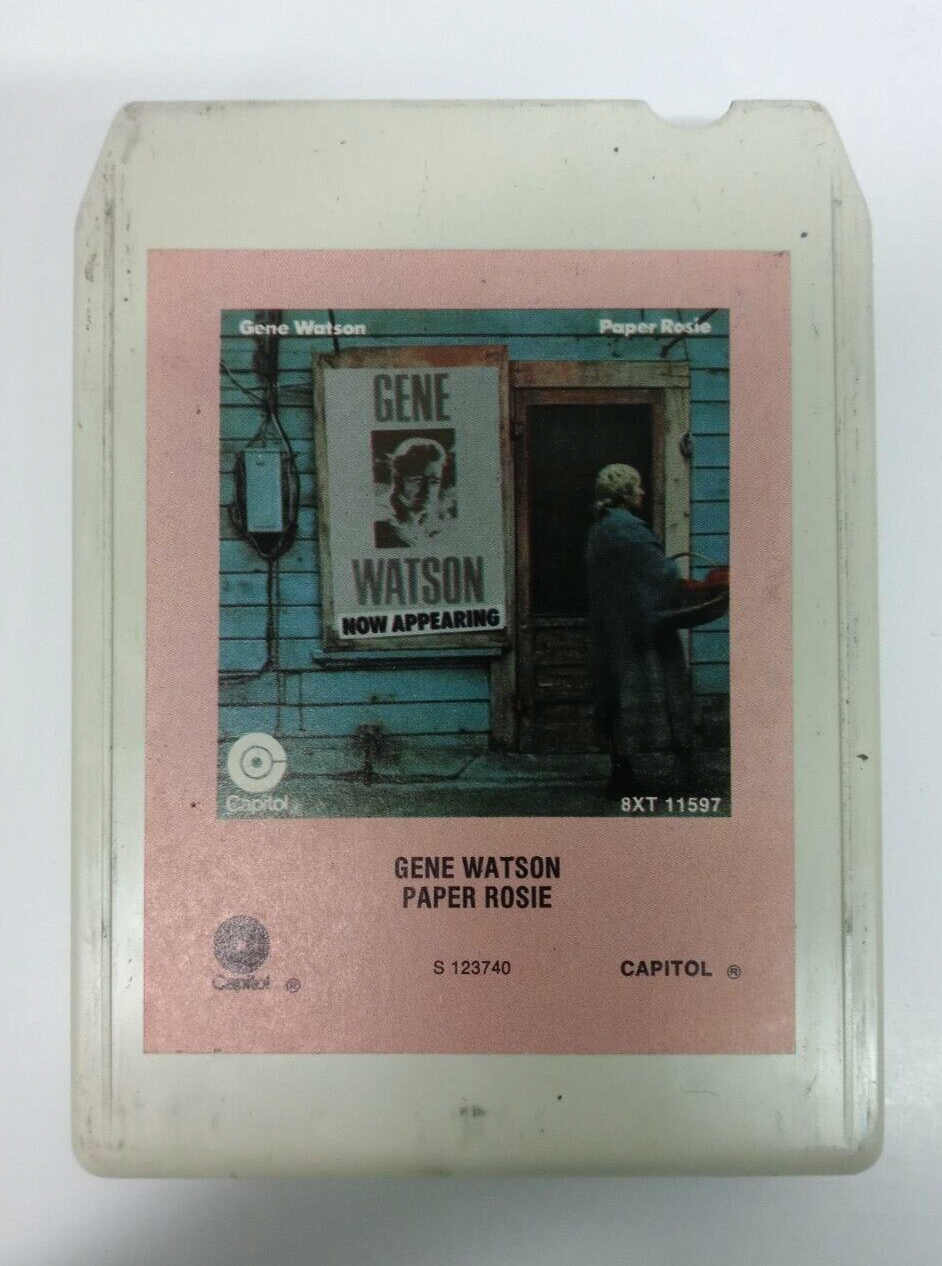 Gene Watson Paper Rosie
GENE
WATSON
NOW APPEARING
Capitol 8XT 11597
GENE WATSON
PAPER ROSIE
Capitol ® S 123740 CAPITOL ®